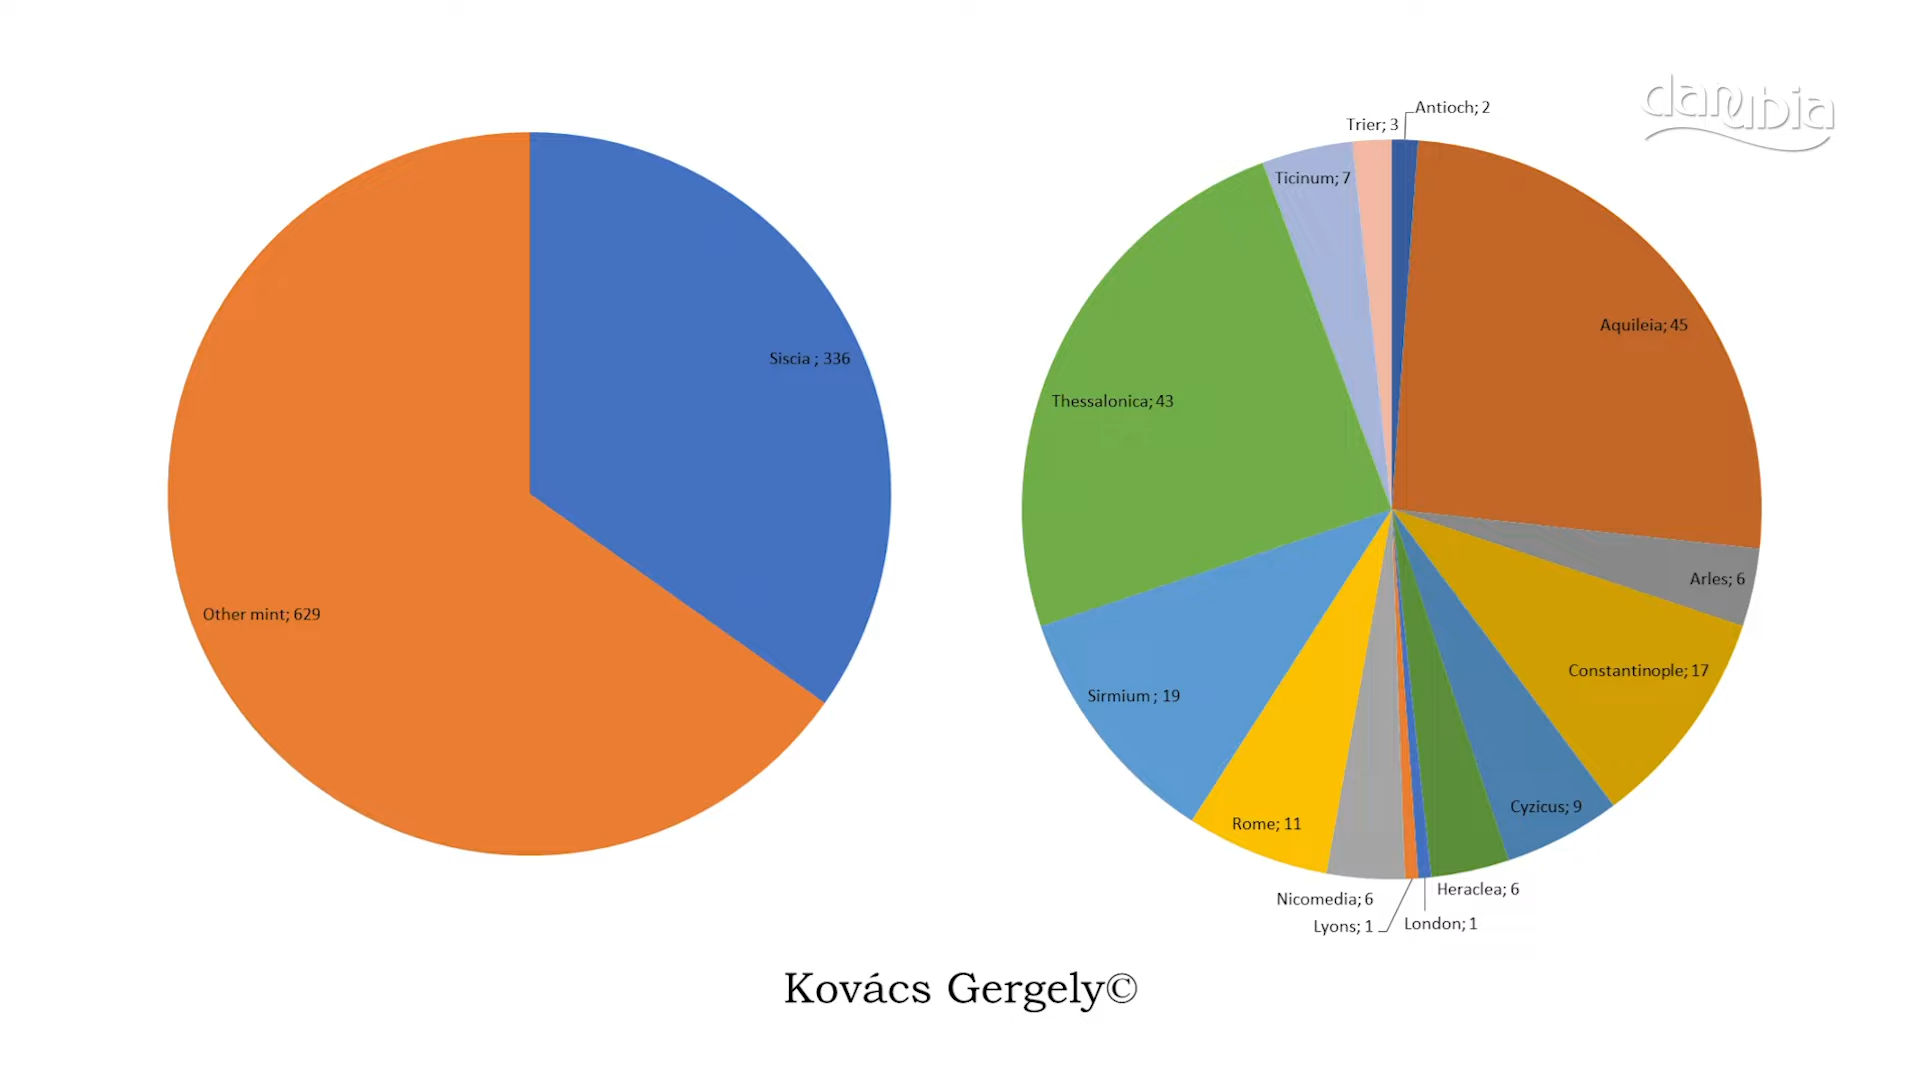 danubia
Antioch; 2
Trier; 3
Ticinum; 7
Aquileia; 45
Siscia ; 336
Thessalonica; 43
Arles; 6
Other mint; 629
Constantinople; 17
Sirmium ; 19
Cyzicus; 9
Rome; 11
Heraclea; 6
Nicomedia; 6
Lyons; 1
London; 1
Kovács Gergely©